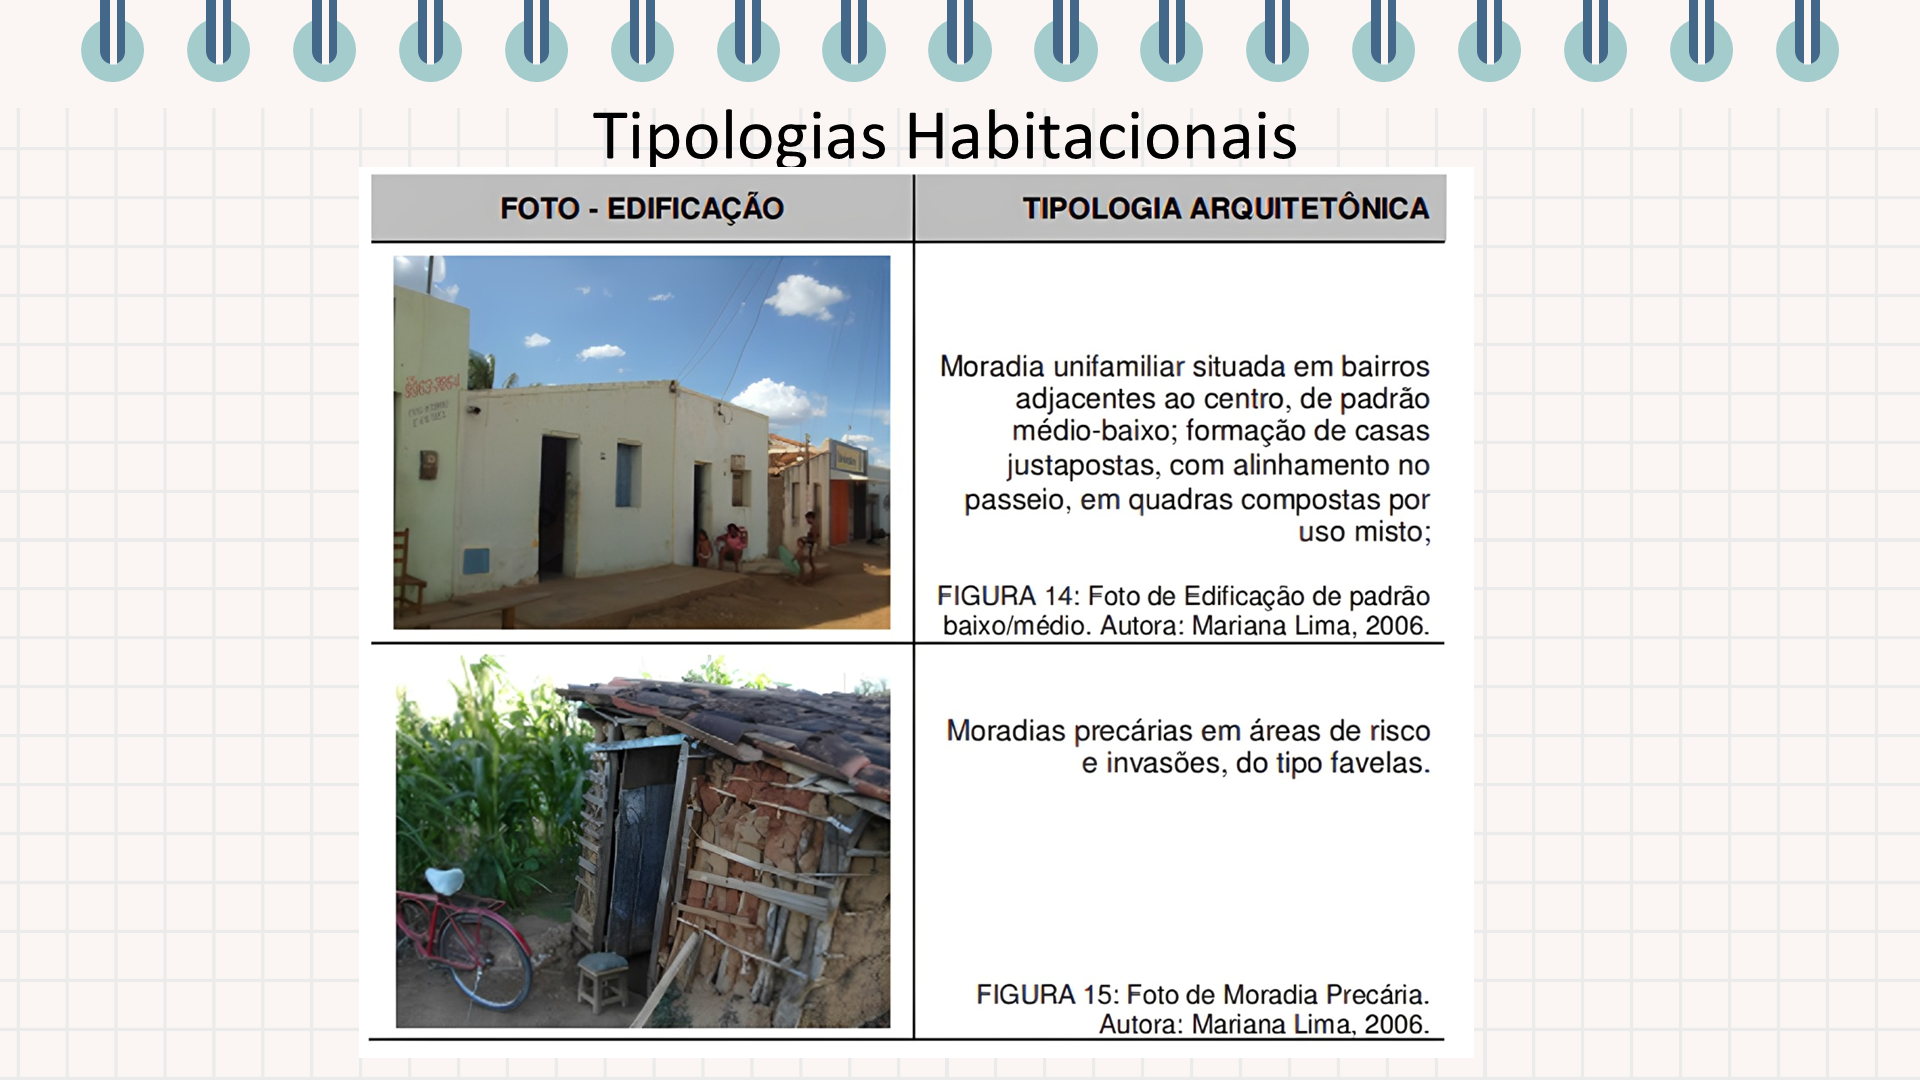 Tipologias Habitacionais
FOTO - EDIFICAÇÃO
TIPOLOGIA ARQUITETÔNICA
Moradia unifamiliar situada em bairros
adjacentes ao centro, de padrão
médio-baixo; formação de casas
justapostas, com alinhamento no
passeio, em quadras compostas por
uso misto;
FIGURA 14: Foto de Edificação de padrão
baixo/médio. Autora: Mariana Lima, 2006.
Moradias precárias em áreas de risco
e invasões, do tipo favelas.
FIGURA 15: Foto de Moradia Precária.
Autora: Mariana Lima, 2006.